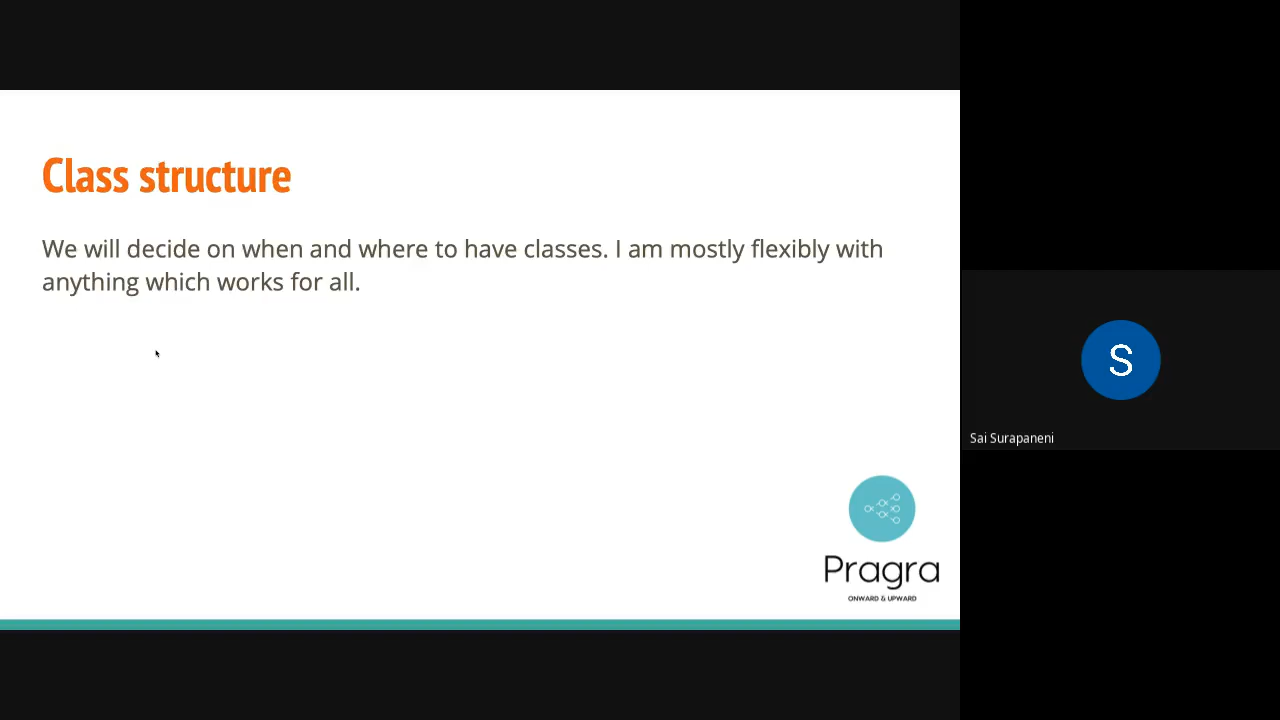 Class structure
We will decide on when and where to have classes. I am mostly flexibly with
anything which works for all.
S
Sai Surapaneni
Pragra
ONWARD & UPWARD